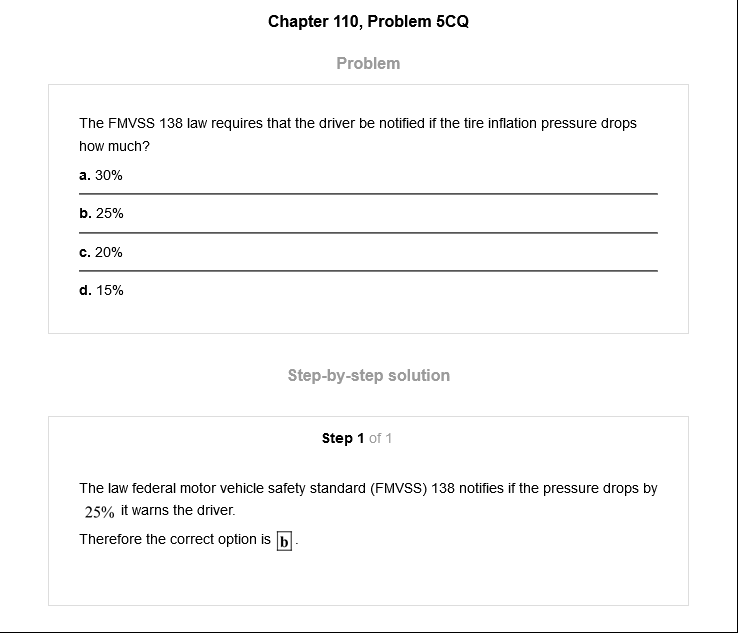 Chapter 110, Problem 5CQ
Problem
The FMVSS 138 law requires that the driver be notified if the tire inflation pressure drops
how much?
a. 30%
b. 25%
c. 20%
d. 15%
Step-by-step solution
Step 1 of 1
The law federal motor vehicle safety standard (FMVSS) 138 notifies if the pressure drops by
25% it warns the driver.
Therefore the correct option is b .